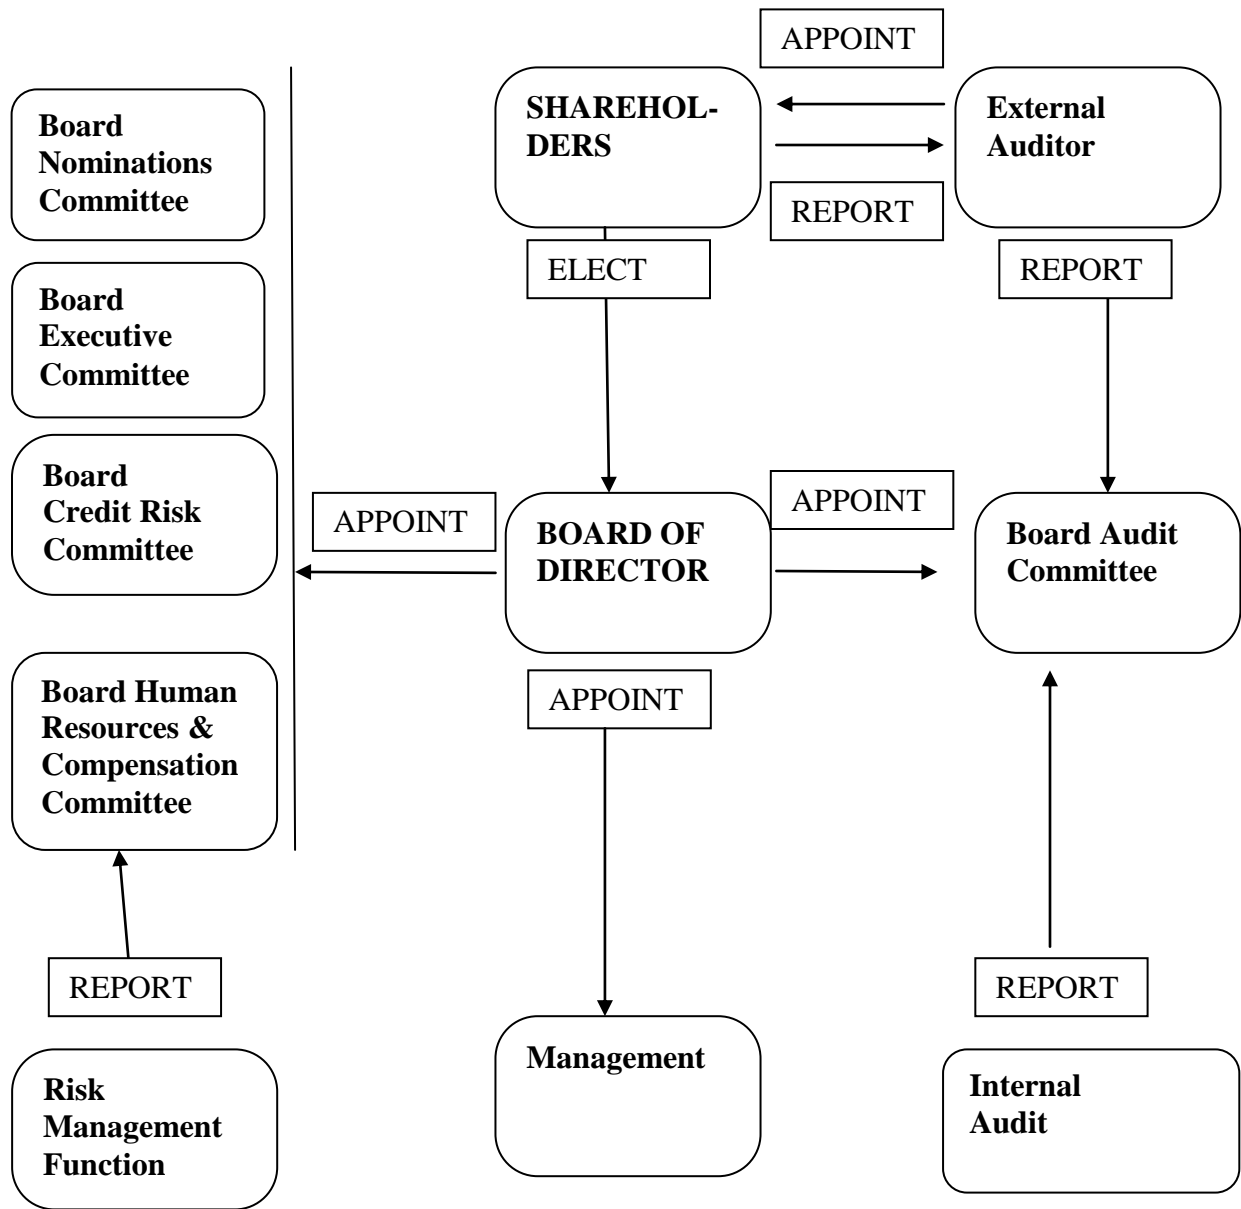 APPOINT
SHAREHOL-
DERS
External
Auditor
REPORT
Board
Nominations
Committee
ELECT
REPORT
Board
Executive
Committee
Board
Credit Risk
Committee
APPOINT
BOARD OF
DIRECTOR
APPOINT
Board Audit
Committee
Board Human
Resources &
Compensation
Committee
APPOINT
REPORT
REPORT
Risk
Management
Function
Management
Internal
Audit